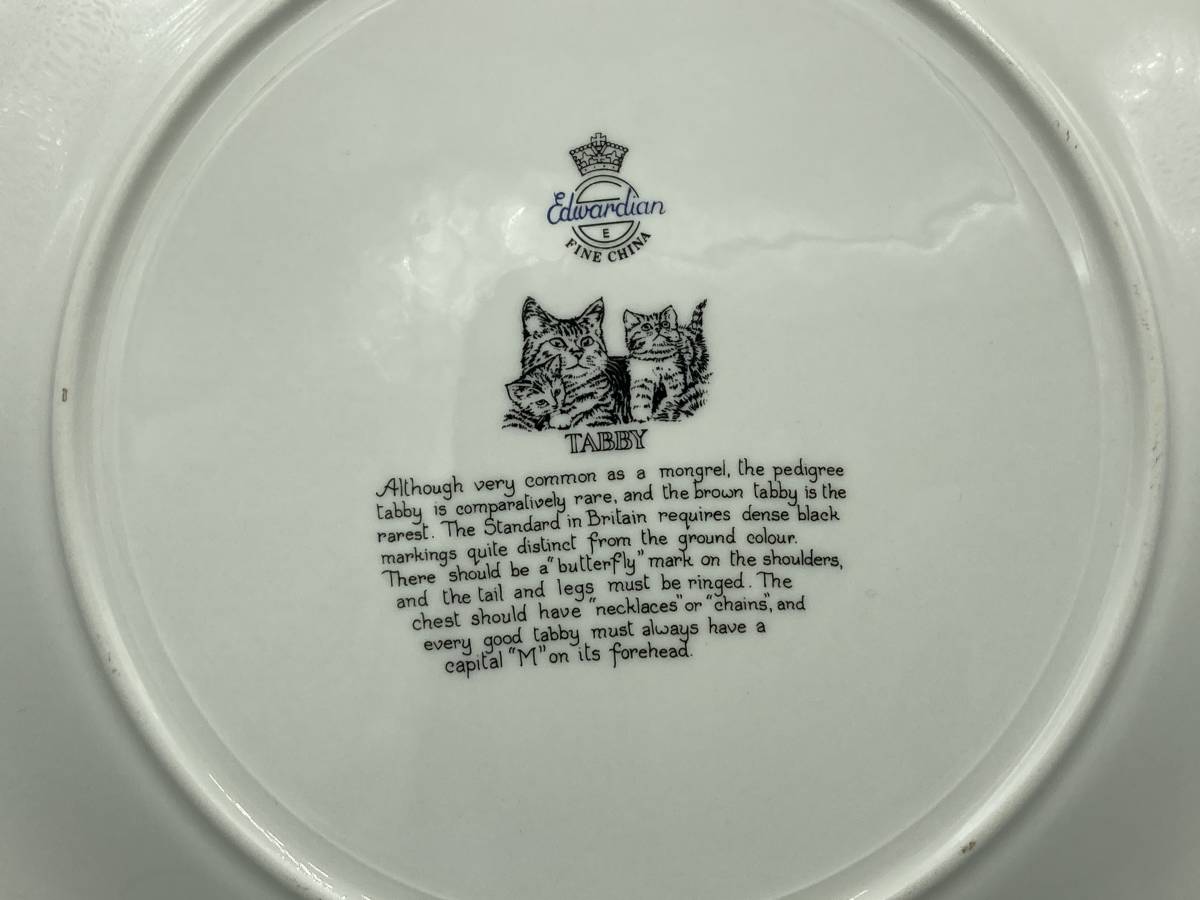 Edwardian
E
FINE CHINA
TABBY
Although very common as a mongrel, the pedigree
tabby is comparatively rare, and the brown tabby is the
rarest. The Standard in Britain requires dense black
markings quite distinct from the ground colour.
There should be a "butterfly" mark on the shoulders,
and the tail and legs must be ringed. The
chest should have "necklaces" or "chains", and
every good tabby must always have a
capital "M" on its forehead.